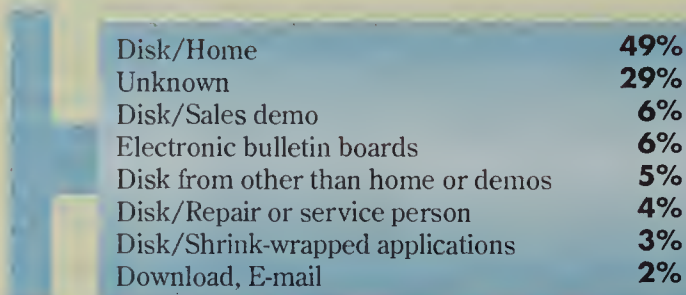 Disk/Home 49%
Unknown 29%
Disk/Sales demo 6%
Electronic bulletin boards 6%
Disk from other than home or demos 5%
Disk/Repair or service person 4%
Disk/Shrink-wrapped applications 3%
Download, E-mail 2%